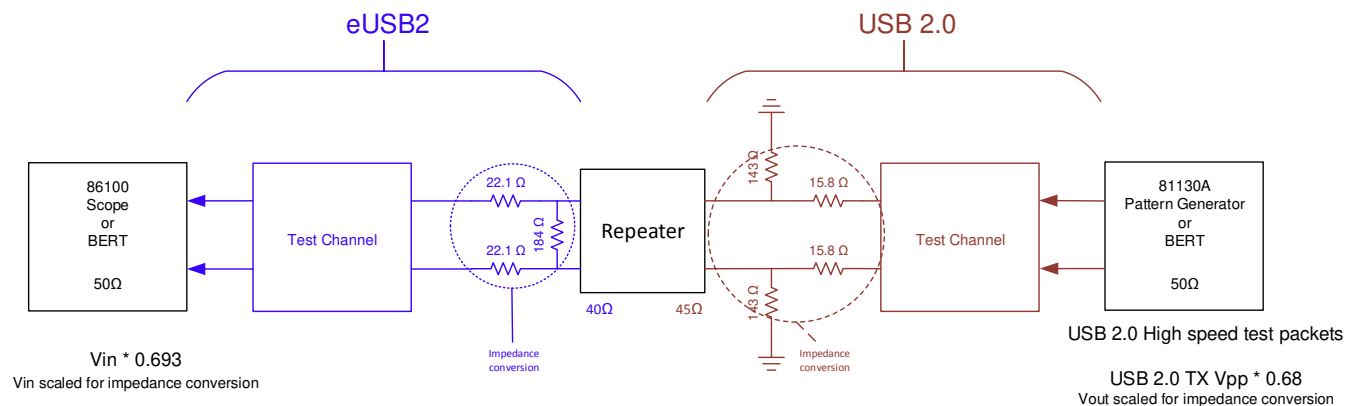 eUSB2
USB 2.0
86100
Scope
or
BERT
50Ω
Test Channel
22.1 Ω
184 Ω
22.1 Ω
Impedance
conversion
Repeater
40Ω
45Ω
143 Ω
15.8 Ω
15.8 Ω
143 Ω
Impedance
conversion
Test Channel
81130A
Pattern Generator
or
BERT
50Ω
Vin * 0.693
Vin scaled for impedance conversion
USB 2.0 High speed test packets
USB 2.0 TX Vpp * 0.68
Vout scaled for impedance conversion